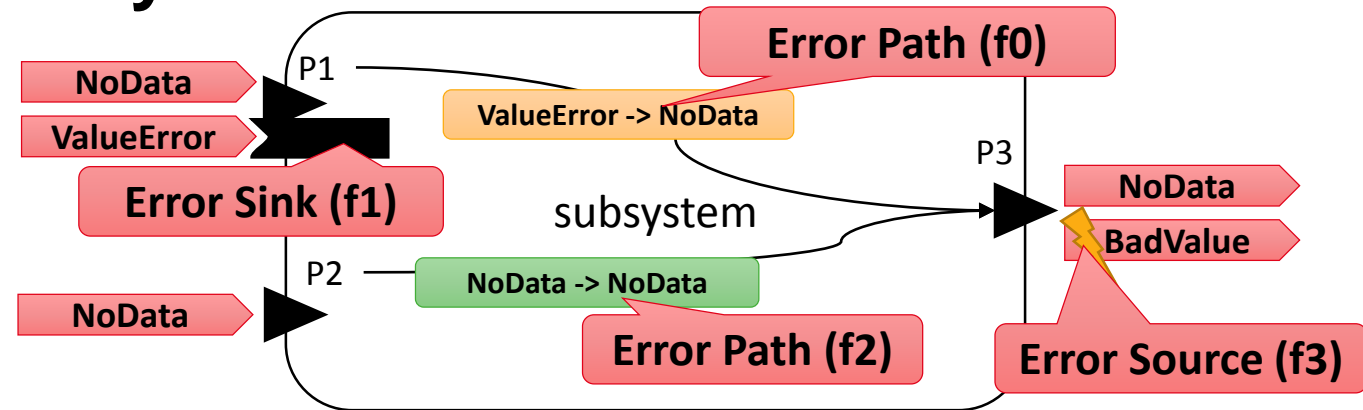 Error Path (f0)
P1
NoData
ValueError -> NoData
ValueError
P3
NoData
Error Sink (f1)
subsystem
BadValue
P2
NoData -> NoData
NoData
Error Path (f2)
Error Source (f3)